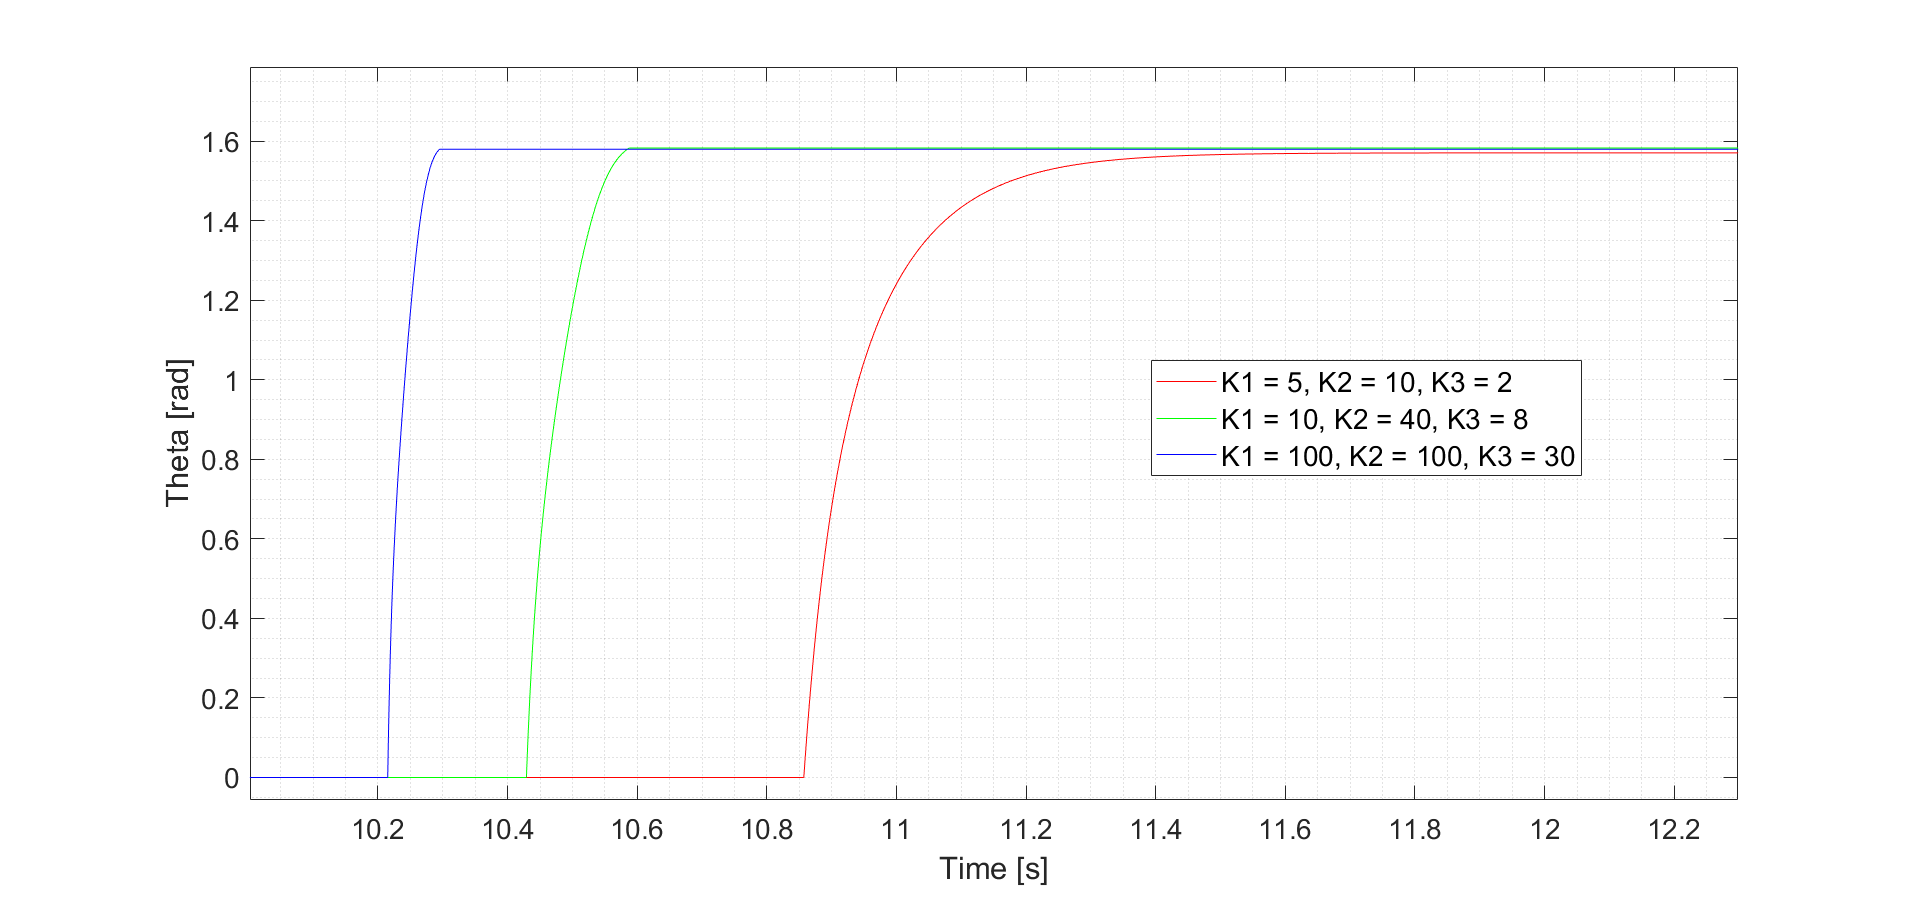 1.6
1.4
1.2
1
0.8
0.6
0.4
0.2
0
Theta [rad]
K1 = 5, K2 = 10, K3 = 2
K1 = 10, K2 = 40, K3 = 8
K1 = 100, K2 = 100, K3 = 30
10.2 10.4 10.6 10.8 11 11.2 11.4 11.6 11.8 12 12.2
Time [s]